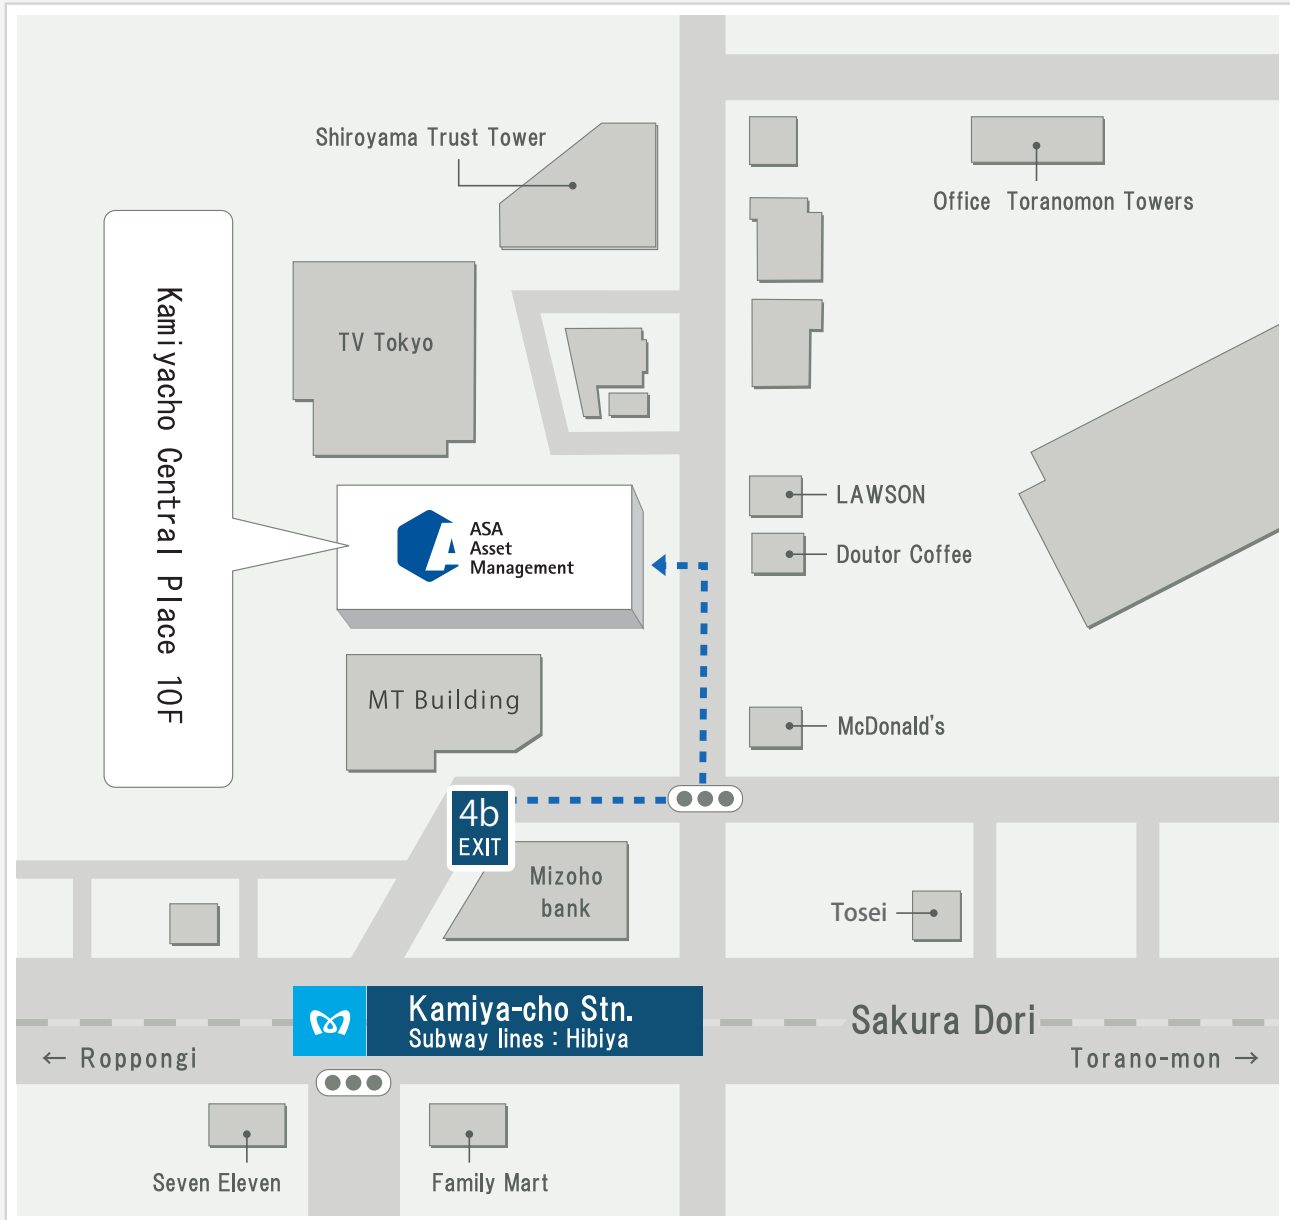 Shiroyama Trust Tower
Office Toranomon Towers
Kamiyacho Central Place 10F
TV Tokyo
LAWSON
ASA
Asset
Management
Doutor Coffee
MT Building
McDonald's
4b
EXIT
Mizoho
bank
Tosei
Kamiya-cho Stn.
Subway lines : Hibiya
Sakura Dori
← Roppongi
Torano-mon →
Seven Eleven
Family Mart